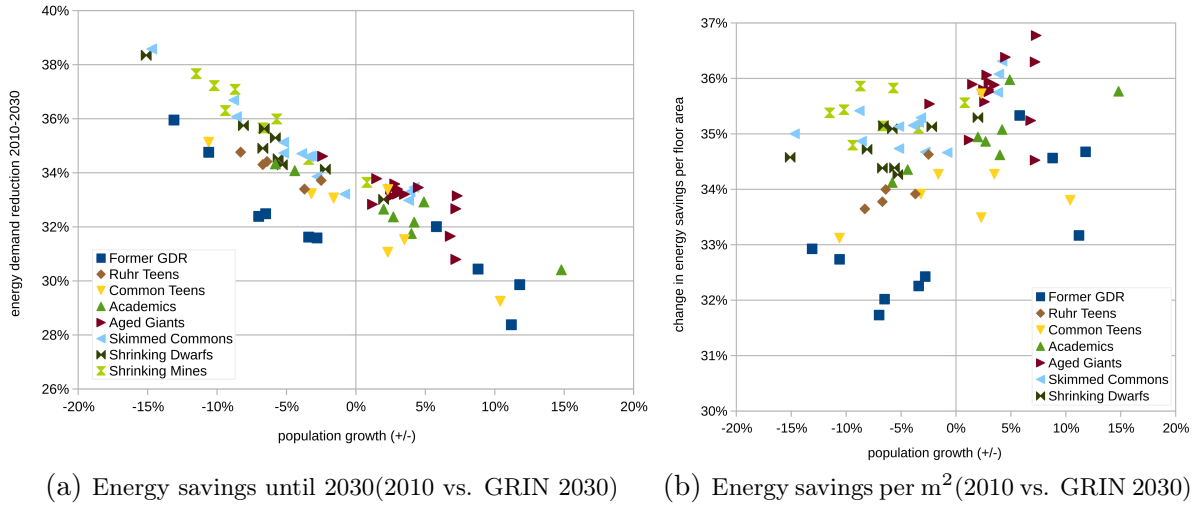 40%
38%
36%
34%
32%
30%
28%
26%
energy demand reduction 2010-2030
Former GDR
Ruhr Teens
Common Teens
Academics
Aged Giants
Skimmed Commons
Shrinking Dwarfs
Shrinking Mines
-20% -15% -10% -5% 0% 5% 10% 15% 20%
population growth (+/-)
(a) Energy savings until 2030(2010 vs. GRIN 2030)
37%
36%
35%
34%
33%
32%
31%
30%
change in energy savings per floor area
Former GDR
Ruhr Teens
Common Teens
Academics
Aged Giants
Skimmed Commons
Shrinking Dwarfs
-20% -15% -10% -5% 0% 5% 10% 15% 20%
population growth (+/-)
(b) Energy savings per m²(2010 vs. GRIN 2030)